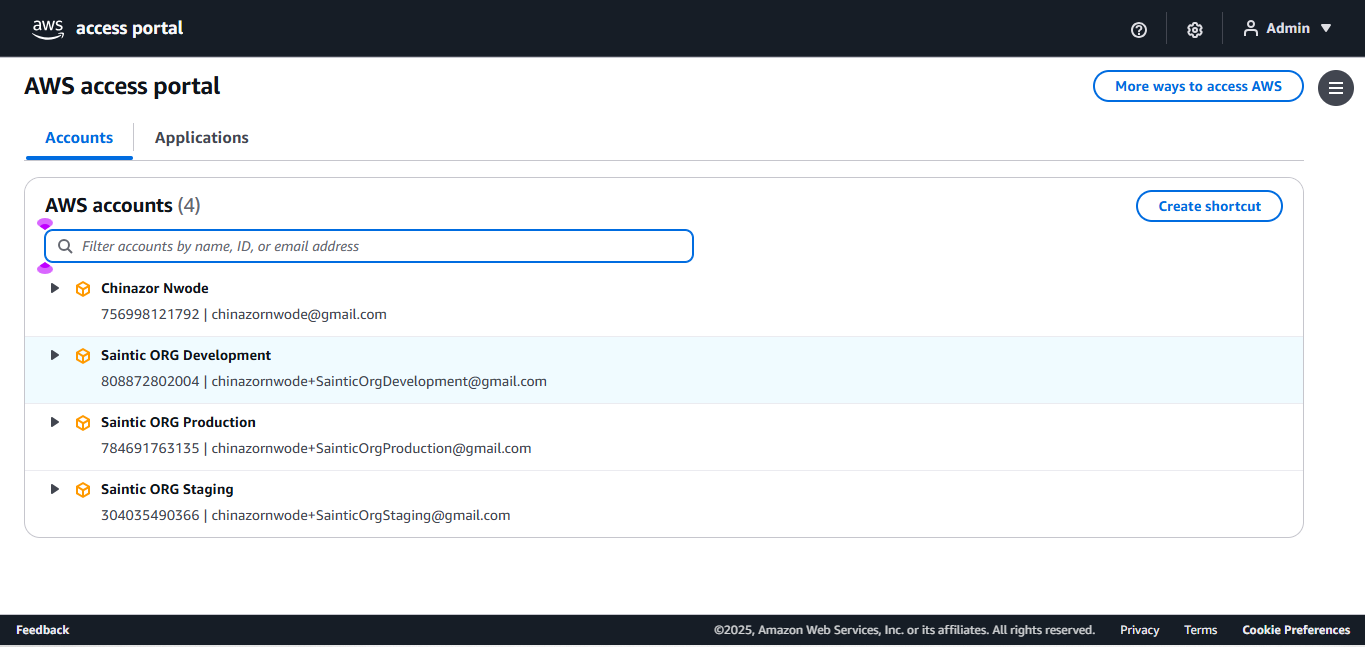 aws access portal
Admin
AWS access portal
More ways to access AWS
Accounts
Applications
AWS accounts (4)
Create shortcut
Filter accounts by name, ID, or email address
Chinazor Nwode
756998121792 | chinazornwode@gmail.com
Saintic ORG Development
808872802004 | chinazornwode+SainticOrgDevelopment@gmail.com
Saintic ORG Production
784691763135 | chinazornwode+SainticOrgProduction@gmail.com
Saintic ORG Staging
304035490366 | chinazornwode+SainticOrgStaging@gmail.com
Feedback
©2025, Amazon Web Services, Inc. or its affiliates. All rights reserved.
Privacy
Terms
Cookie Preferences